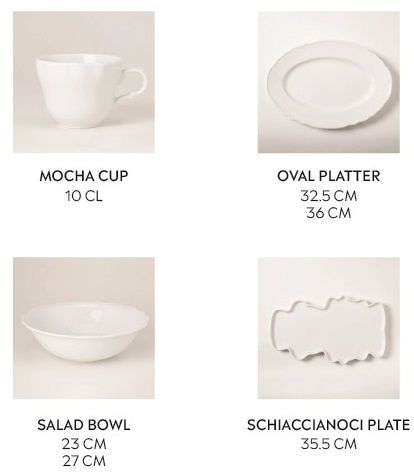 MOCHA CUP
10 CL
OVAL PLATTER
32.5 CM
36 CM
SALAD BOWL
23 CM
27 CM
SCHIACCIANOCI PLATE
35.5 CM